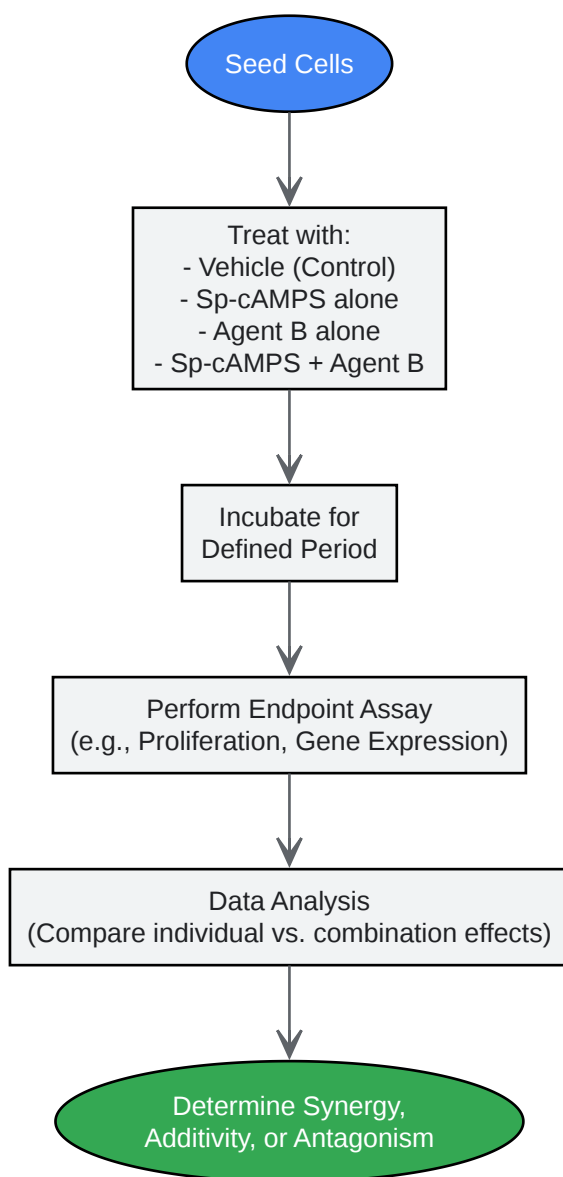 Seed Cells
Treat with:
- Vehicle (Control)
- Sp-cAMPS alone
- Agent B alone
- Sp-cAMPS + Agent B
Incubate for
Defined Period
Perform Endpoint Assay
(e.g., Proliferation, Gene Expression)
Data Analysis
(Compare individual vs. combination effects)
Determine Synergy,
Additivity, or Antagonism